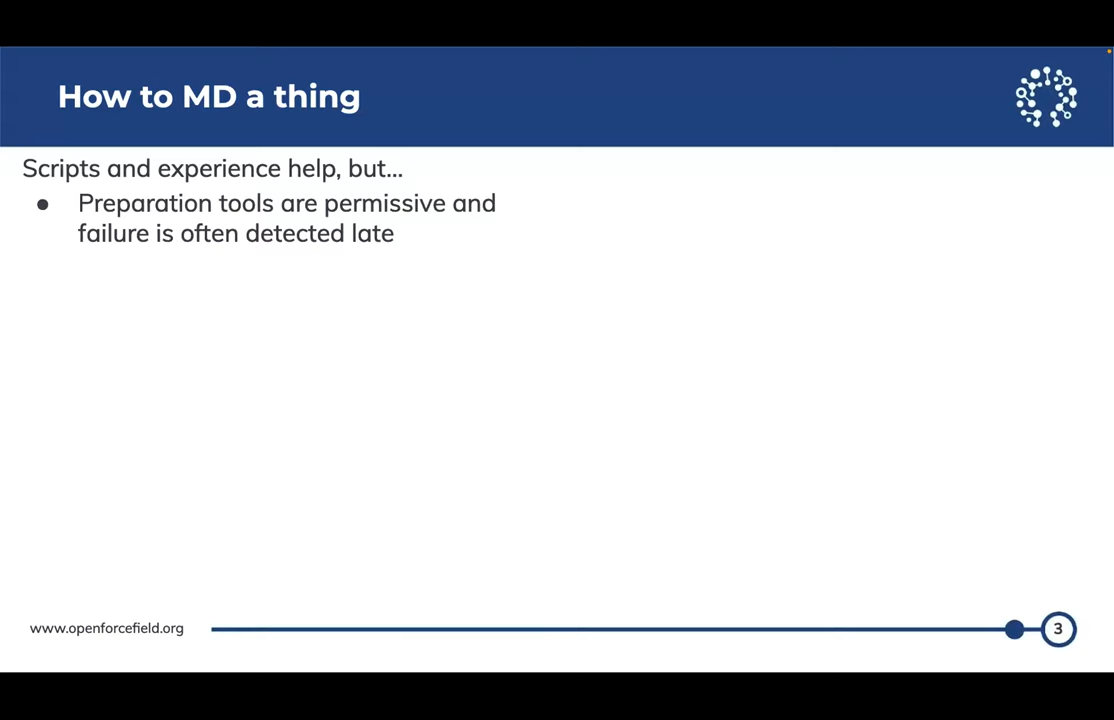 How to MD a thing
Scripts and experience help, but...
● Preparation tools are permissive and
failure is often detected late
www.openforcefield.org
3